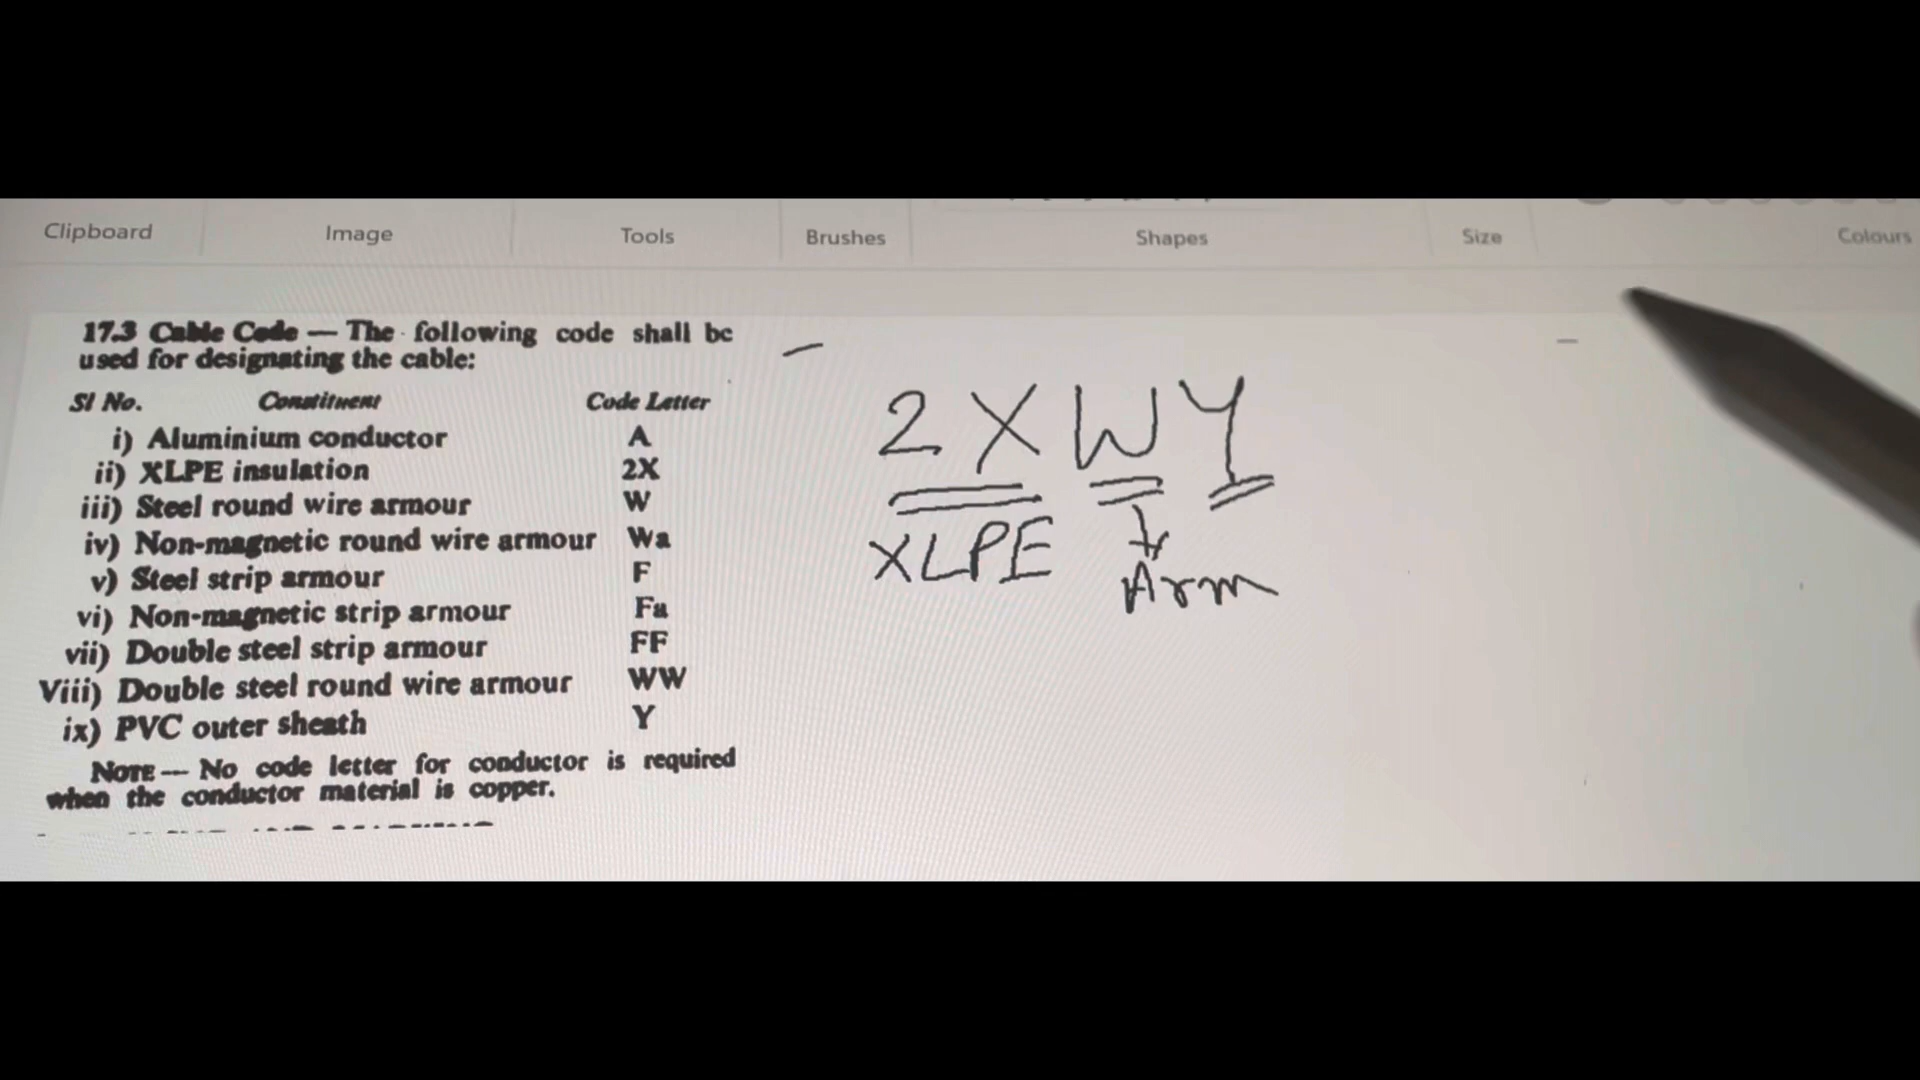 Clipboard Image Tools Brushes Shapes Size Colours
17.3 Cable Code — The following code shall be
used for designating the cable:
Sl No. Constituent Code Letter
i) Aluminium conductor A
ii) XLPE insulation 2X
iii) Steel round wire armour W
iv) Non-magnetic round wire armour Wa
v) Steel strip armour F
vi) Non-magnetic strip armour Fa
vii) Double steel strip armour FF
Viii) Double steel round wire armour WW
ix) PVC outer sheath Y
NOTE — No code letter for conductor is required
when the conductor material is copper.
2XWY
XLPE
Arm